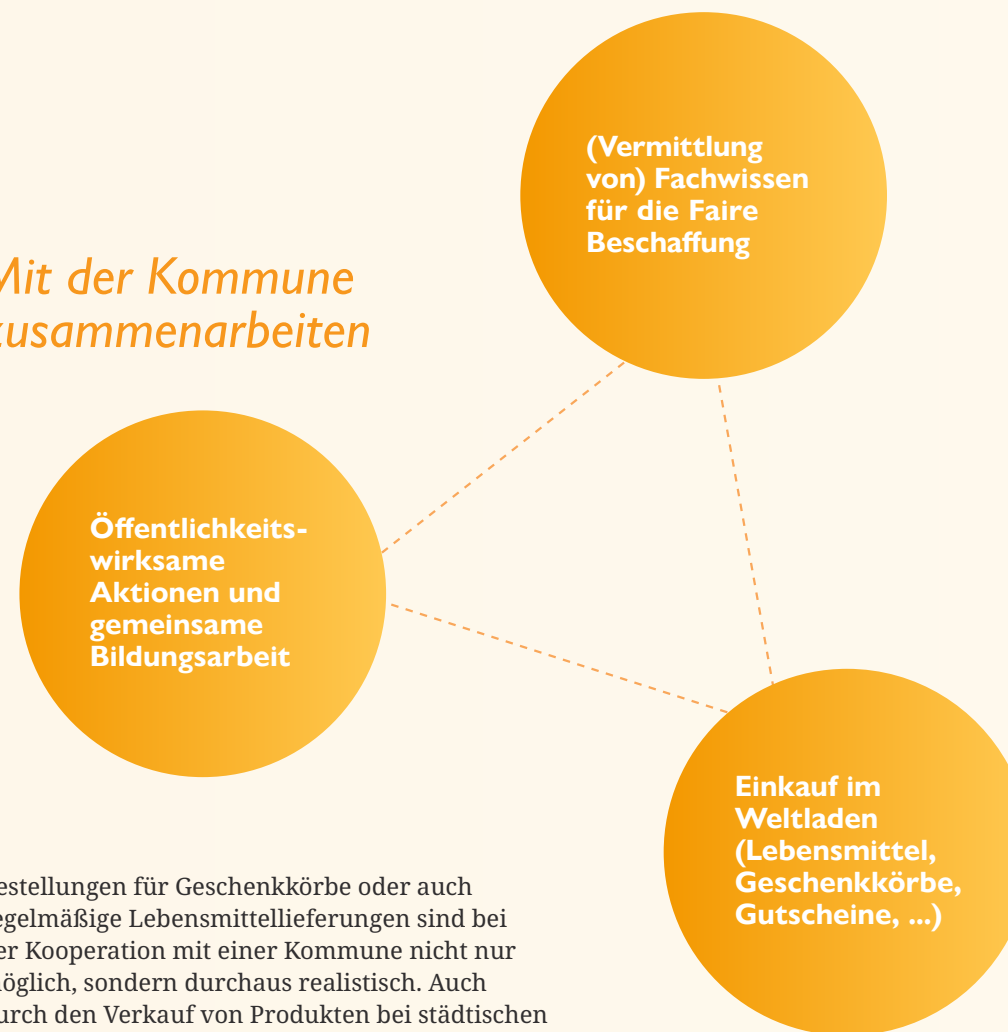 (Vermittlung
von) Fachwissen
für die Faire
Beschaffung
Mit der Kommune
zusammenarbeiten
Öffentlichkeits-
wirksame
Aktionen und
gemeinsame
Bildungsarbeit
Einkauf im
Weltladen
(Lebensmittel,
Geschenkkörbe,
Gutscheine, ...)
estellungen für Geschenkkörbe oder auch
egelmäßige Lebensmittellieferungen sind bei
er Kooperation mit einer Kommune nicht nur
öglich, sondern durchaus realistisch. Auch
urch den Verkauf von Produkten bei städtischen